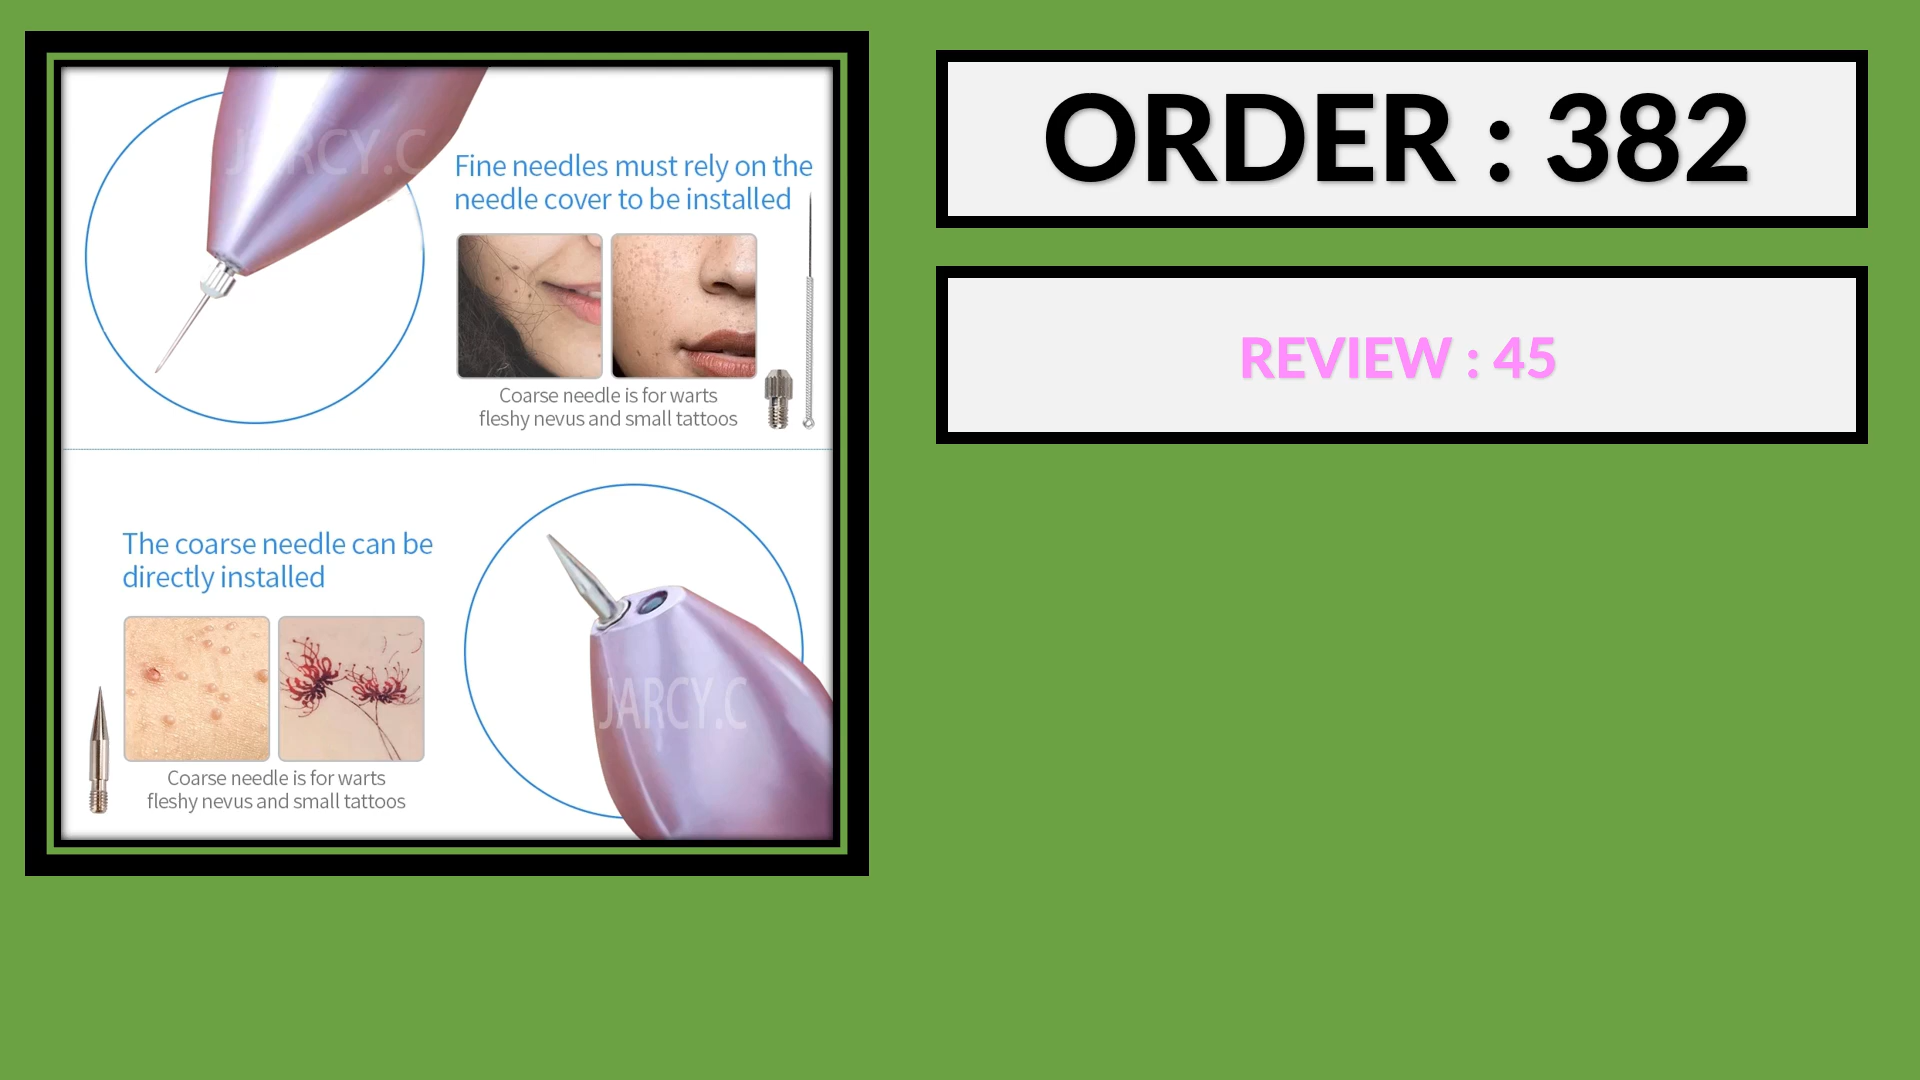 JARCY.C
Fine needles must rely on the
needle cover to be installed
Coarse needle is for warts
fleshy nevus and small tattoos
The coarse needle can be
directly installed
Coarse needle is for warts
fleshy nevus and small tattoos
JARCY.C
ORDER : 382
REVIEW : 45